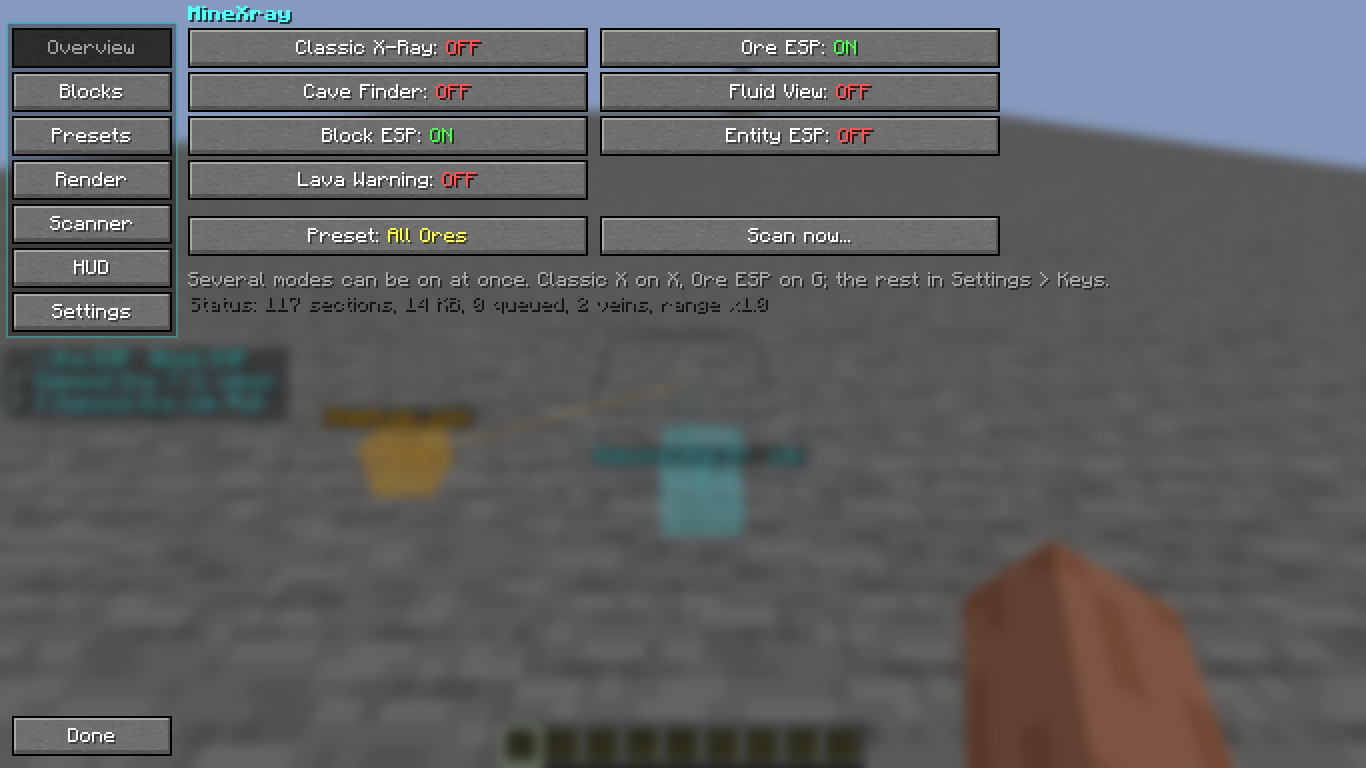 MineXray
Overview
Blocks
Presets
Render
Scanner
HUD
Settings
Classic X-Ray: OFF
Ore ESP: ON
Cave Finder: OFF
Fluid View: OFF
Block ESP: ON
Entity ESP: OFF
Lava Warning: OFF
Preset: All Ores
Scan now...
Several modes can be on at once. Classic X on X, Ore ESP on G; the rest in Settings > Keys.
Status: 117 sections, 14 KB, 0 queued, 2 veins, range x1.0
Done